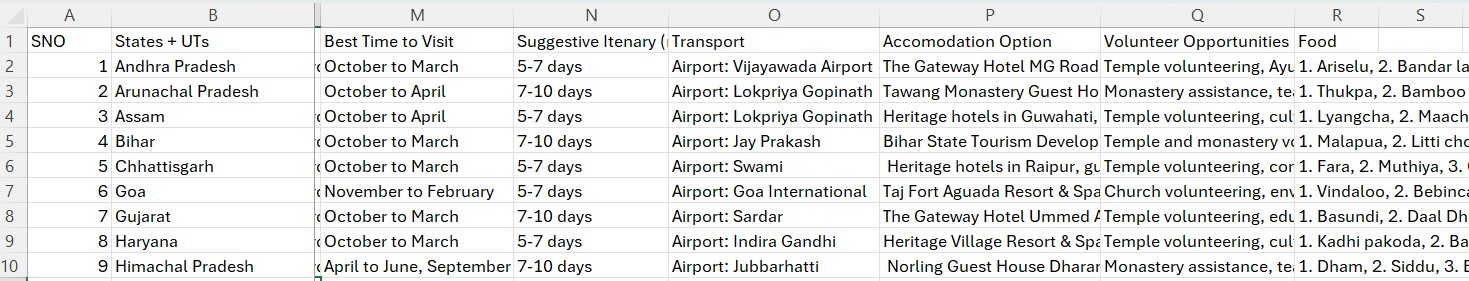 A B M N O P Q R S
1 SNO States + UTs Best Time to Visit Suggestive Itenary ( Transport Accomodation Option Volunteer Opportunities Food
2 1 Andhra Pradesh October to March 5-7 days Airport: Vijayawada Airport The Gateway Hotel MG Road Temple volunteering, Ayu 1. Ariselu, 2. Bandar la
3 2 Arunachal Pradesh October to April 7-10 days Airport: Lokpriya Gopinath Tawang Monastery Guest Ho Monastery assistance, tea 1. Thukpa, 2. Bamboo
4 3 Assam October to April 5-7 days Airport: Lokpriya Gopinath Heritage hotels in Guwahati, Temple volunteering, cul 1. Lyangcha, 2. Maach
5 4 Bihar October to March 7-10 days Airport: Jay Prakash Bihar State Tourism Develop Temple and monastery vo 1. Malapua, 2. Litti cho
6 5 Chhattisgarh October to March 5-7 days Airport: Swami Heritage hotels in Raipur, gu Temple volunteering, cor 1. Fara, 2. Muthiya, 3.
7 6 Goa November to February 5-7 days Airport: Goa International Taj Fort Aguada Resort & Spa Church volunteering, env 1. Vindaloo, 2. Bebinca
8 7 Gujarat October to March 7-10 days Airport: Sardar The Gateway Hotel Ummed A Temple volunteering, edu 1. Basundi, 2. Daal Dh
9 8 Haryana October to March 5-7 days Airport: Indira Gandhi Heritage Village Resort & Spa Temple volunteering, cul 1. Kadhi pakoda, 2. Ba
10 9 Himachal Pradesh April to June, September 7-10 days Airport: Jubbarhatti Norling Guest House Dharar Monastery assistance, tea 1. Dham, 2. Siddu, 3.